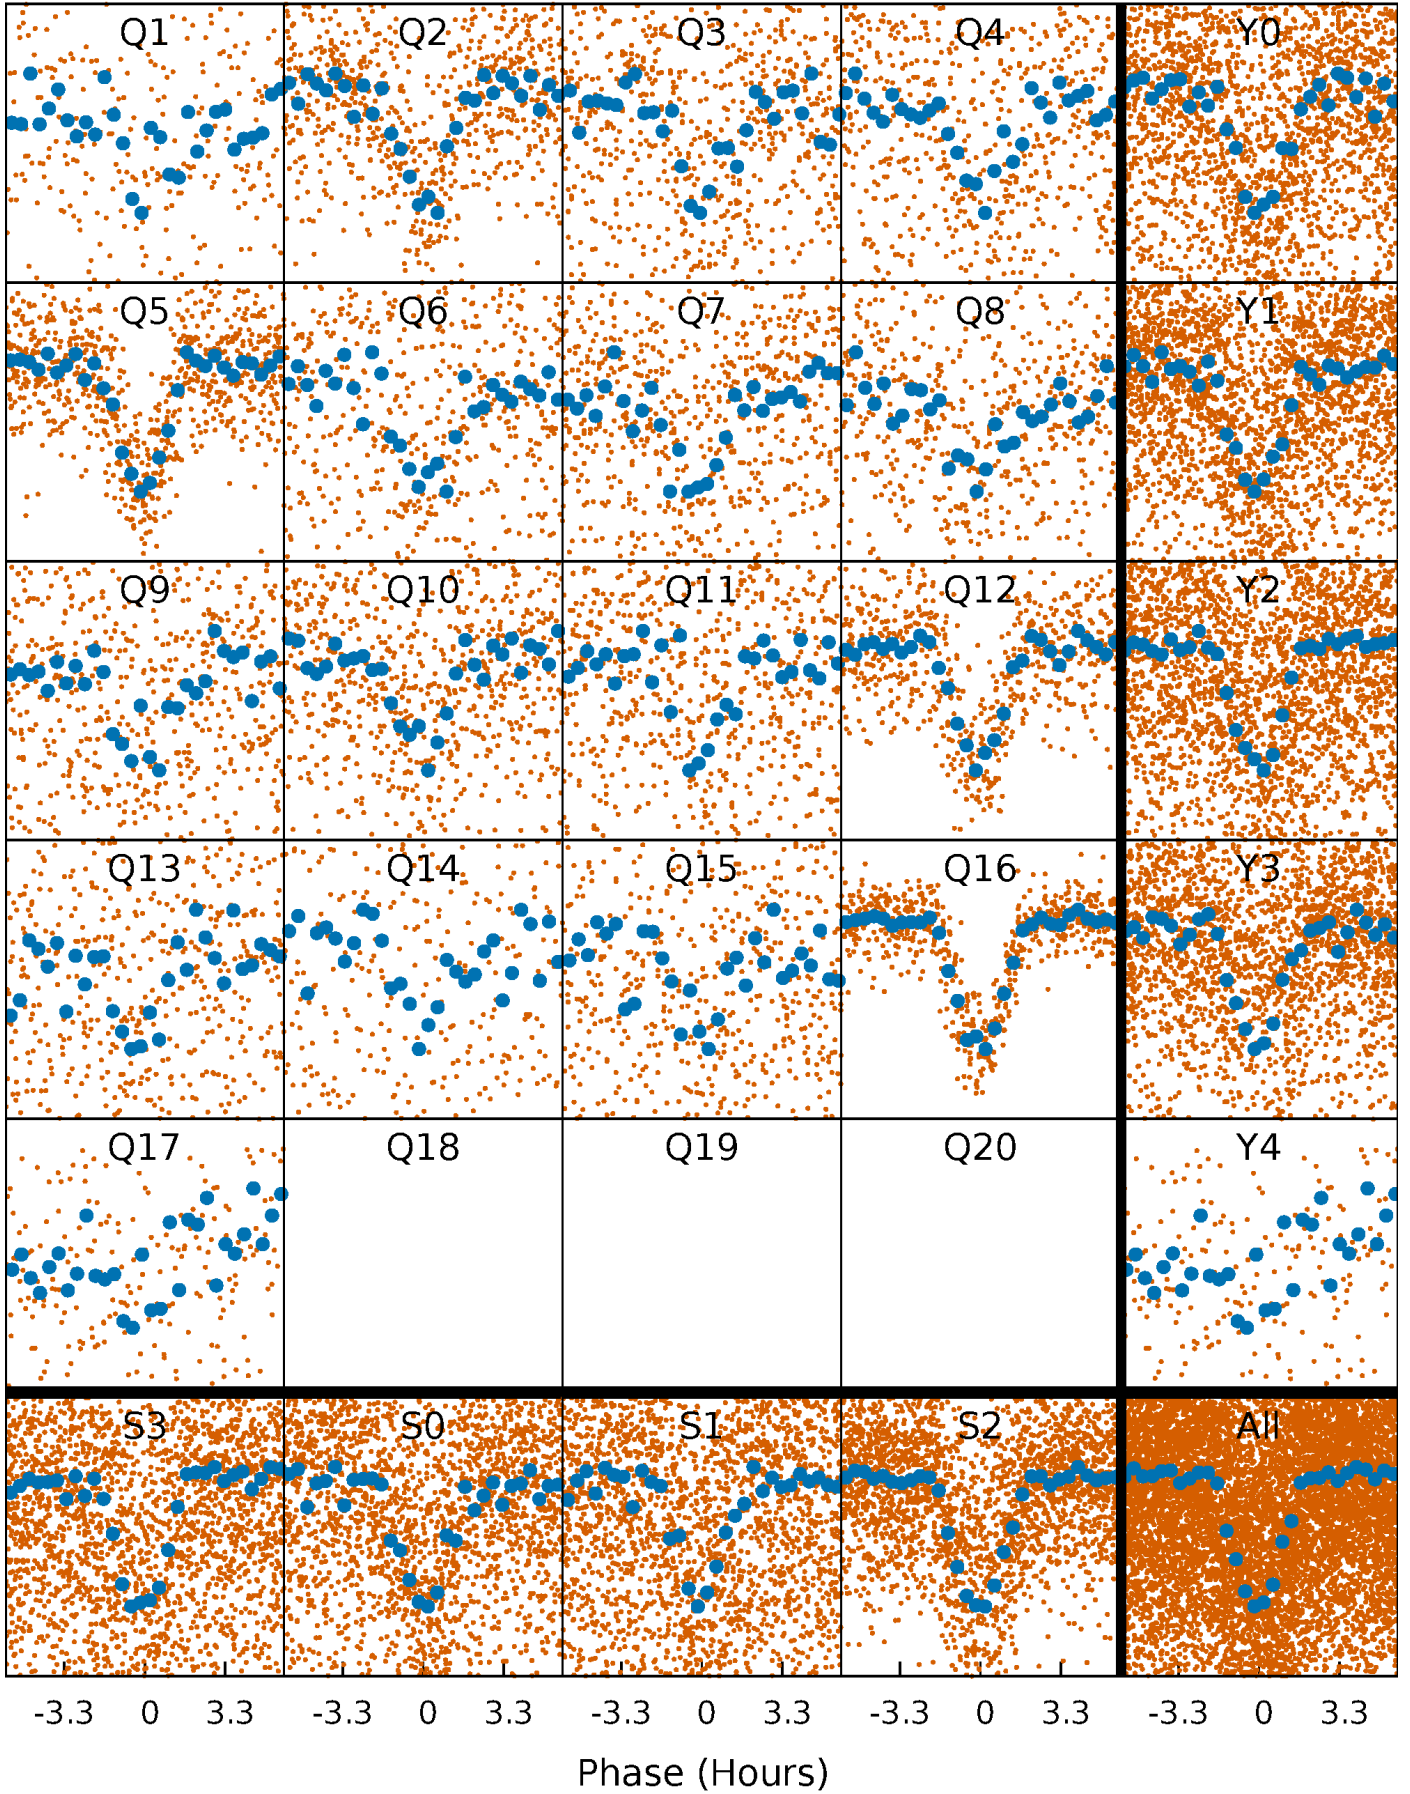 Q1 Q2 Q3 Q4 Y0
Q5 Q6 Q7 Q8 Y1
Q9 Q10 Q11 Q12 Y2
Q13 Q14 Q15 Q16 Y3
Q17 Q18 Q19 Q20 Y4
S3 S0 S1 S2 All
-3.3 0 3.3 -3.3 0 3.3 -3.3 0 3.3 -3.3 0 3.3 -3.3 0 3.3
Phase (Hours)